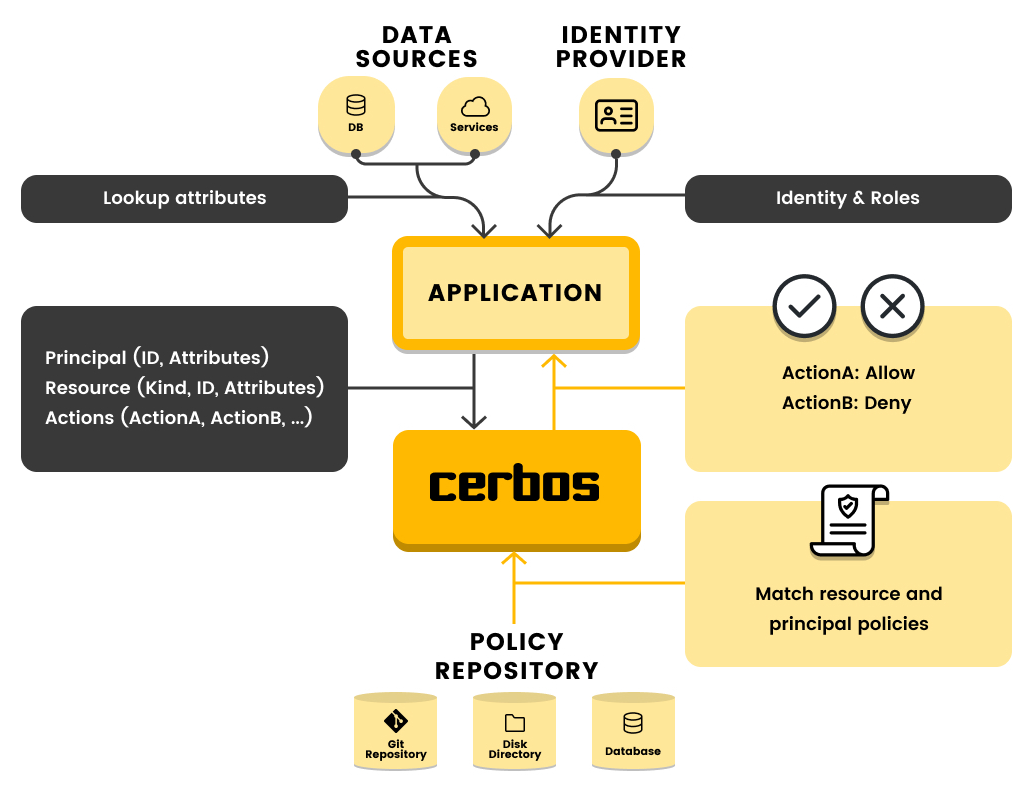 DATA
SOURCES
IDENTITY
PROVIDER
DB
Services
Lookup attributes
Identity & Roles
APPLICATION
Principal (ID, Attributes)
Resource (Kind, ID, Attributes)
Actions (ActionA, ActionB, ...)
ActionA: Allow
ActionB: Deny
cerbos
Match resource and
principal policies
POLICY
REPOSITORY
Git
Repository
Disk
Directory
Database